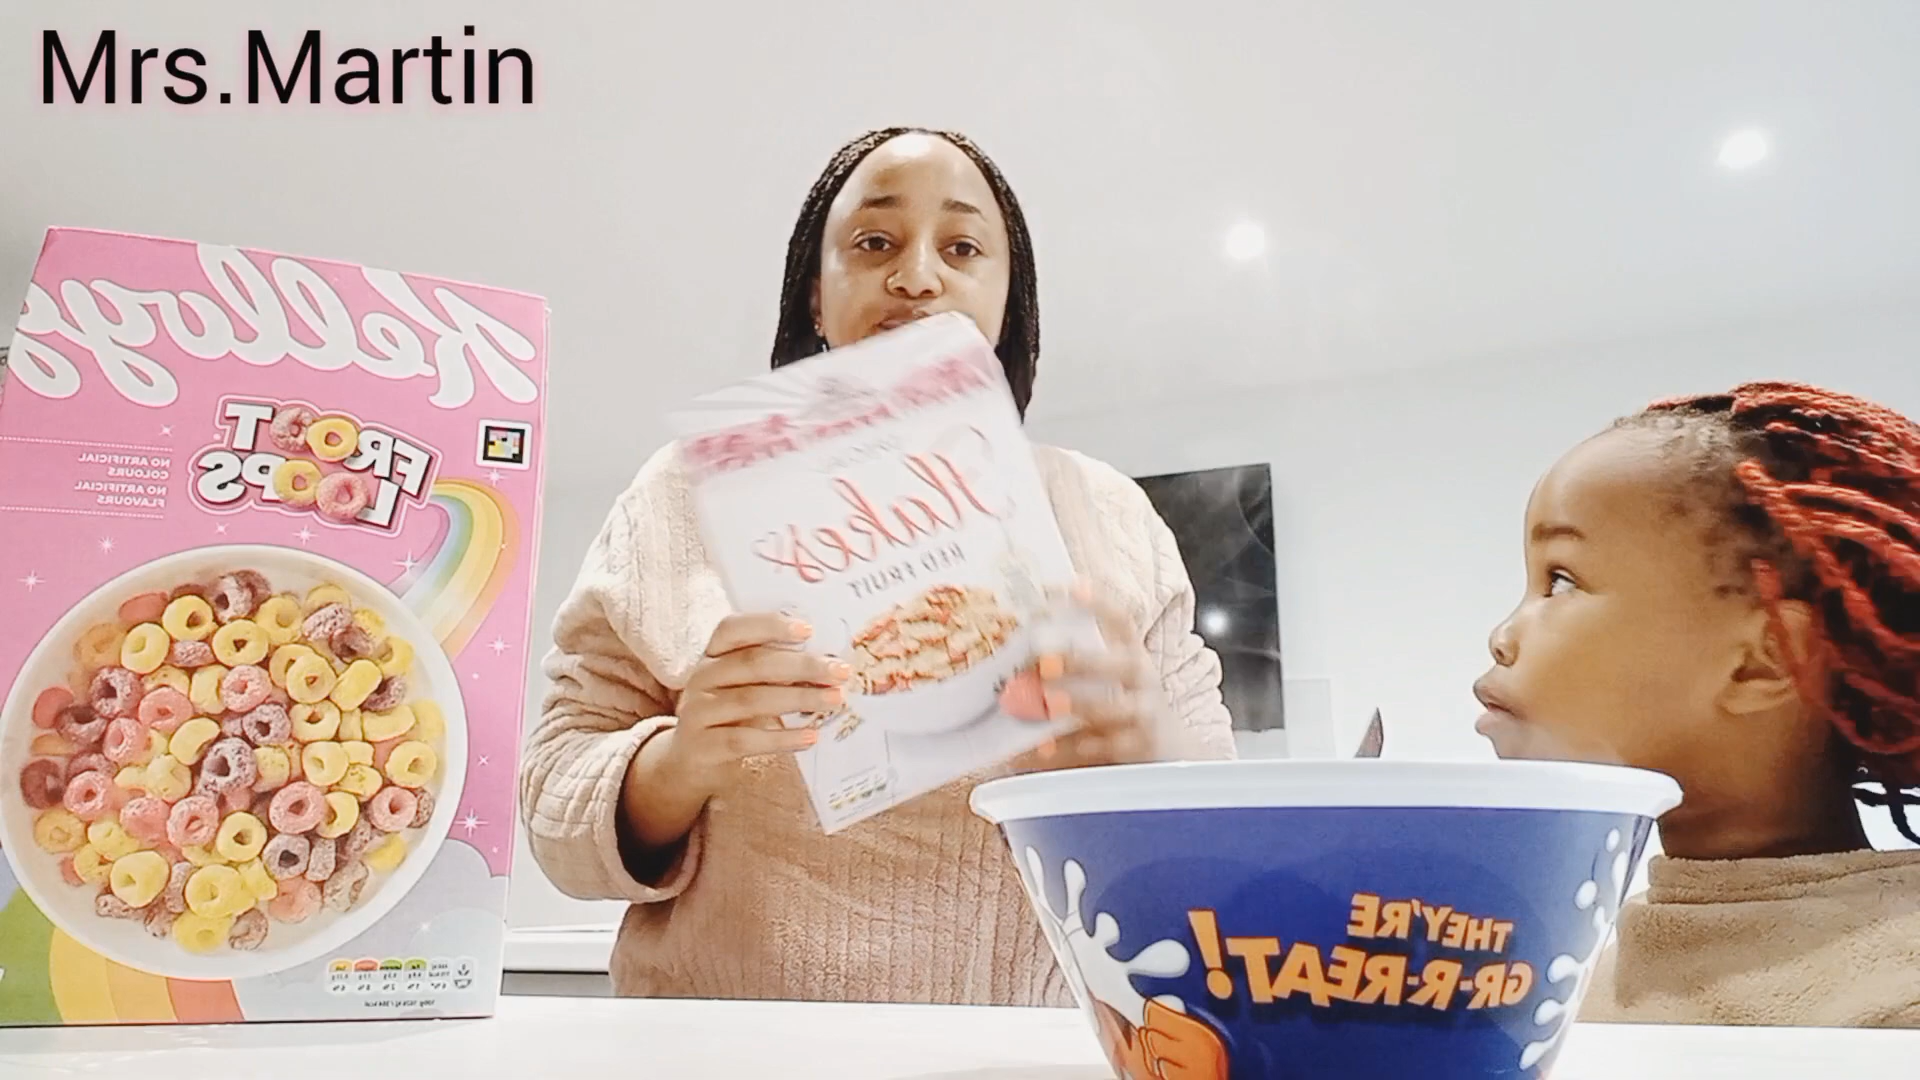 Mrs.Martin
Kellogg's
FROOT
LOOPS
NO ARTIFICIAL
COLOURS
NO ARTIFICIAL
FLAVOURS
Flakes
RED FRUIT
THEY'RE
GR-R-REAT!